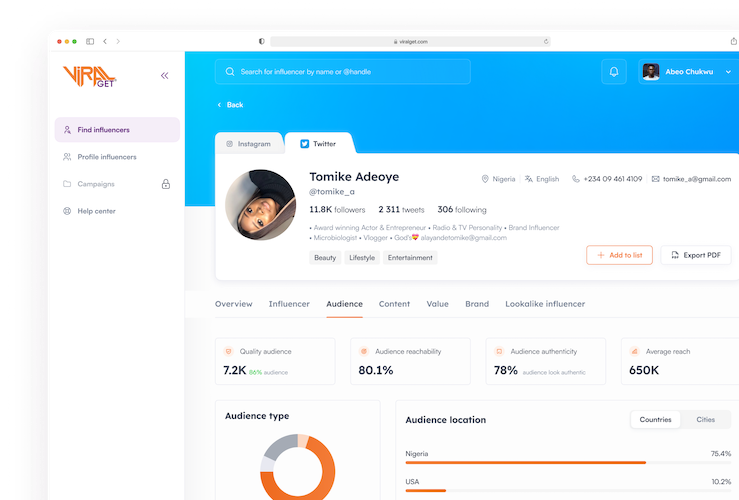 viralget.com
VIRAL
GET
Search for influencer by name or @handle
Abeo Chukwu
Back
Find influencers
Profile influencers
Campaigns
Help center
Instagram
Twitter
Tomike Adeoye
@tomike_a
Nigeria
English
+234 09 461 4109
tomike_a@gmail.com
11.8K followers 2 311 tweets 306 following
• Award winning Actor & Entrepreneur • Radio & TV Personality • Brand Influencer
• Microbiologist • Vlogger • God's💝 alayandetomike@gmail.com
Beauty Lifestyle Entertainment
+ Add to list
Export PDF
Overview Influencer Audience Content Value Brand Lookalike influencer
Quality audience
7.2K 86% audience
Audience reachability
80.1%
Audience authenticity
78% audience look authentic
Average reach
650K
Audience type
Audience location
Countries Cities
Nigeria 75.4%
USA 10.2%